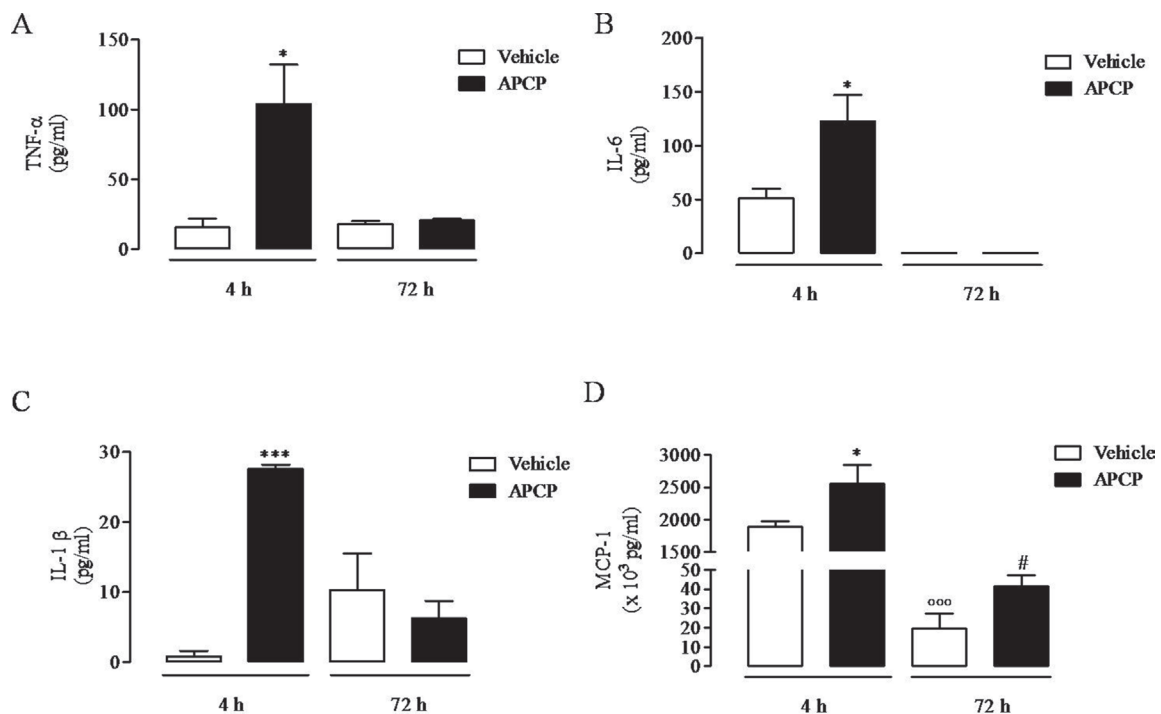 A
TNF-α
(pg/ml)
150
100
50
0
*
Vehicle
APCP
4 h
72 h
B
IL-6
(pg/ml)
200
150
100
50
0
*
Vehicle
APCP
4 h
72 h
C
IL-1 β
(pg/ml)
30
20
10
0
***
Vehicle
APCP
4 h
72 h
D
MCP-1
(x 10³ pg/ml)
3000
2500
2000
1500
50
40
30
20
10
0
*
ooo
#
Vehicle
APCP
4 h
72 h